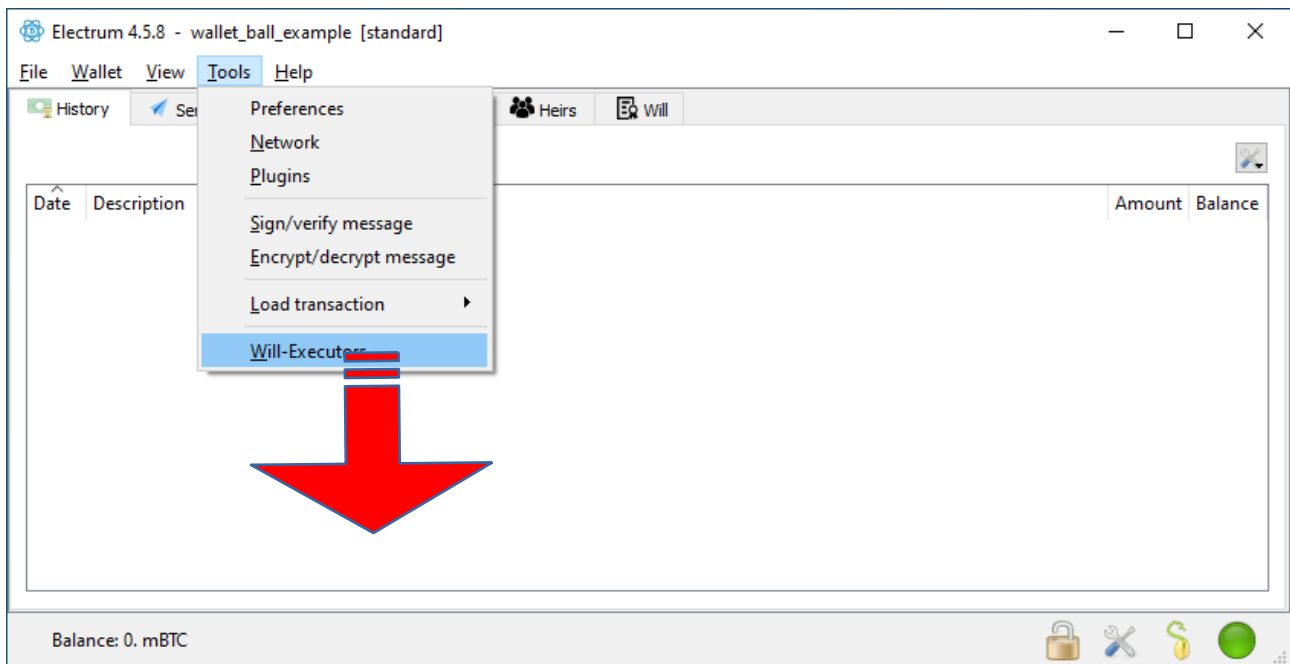 Electrum 4.5.8 - wallet_ball_example [standard]
File Wallet View Tools Help
History Heirs Will
Preferences
Network
Plugins
Date Description Amount Balance
Sign/verify message
Encrypt/decrypt message
Load transaction
Will-Executors
Balance: 0. mBTC